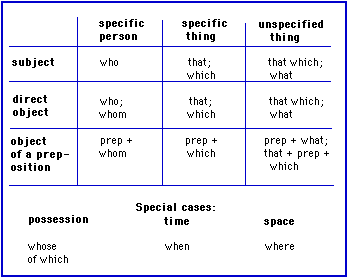 specific person specific thing unspecified thing
subject who that; which that which; what
direct object who; whom that; which that which; what
object of a prep-osition prep + whom prep + which prep + what; that + prep + which
Special cases:
possession time space
whose of which when where